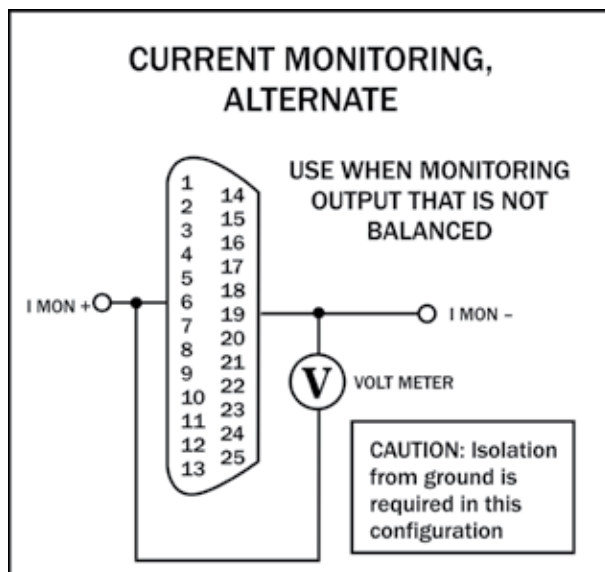 CURRENT MONITORING,
ALTERNATE
USE WHEN MONITORING
OUTPUT THAT IS NOT
BALANCED
1
2
3
4
5
6
7
8
9
10
11
12
13
14
15
16
17
18
19
20
21
22
23
24
25
I MON +
I MON –
V
VOLT METER
CAUTION: Isolation
from ground is
required in this
configuration